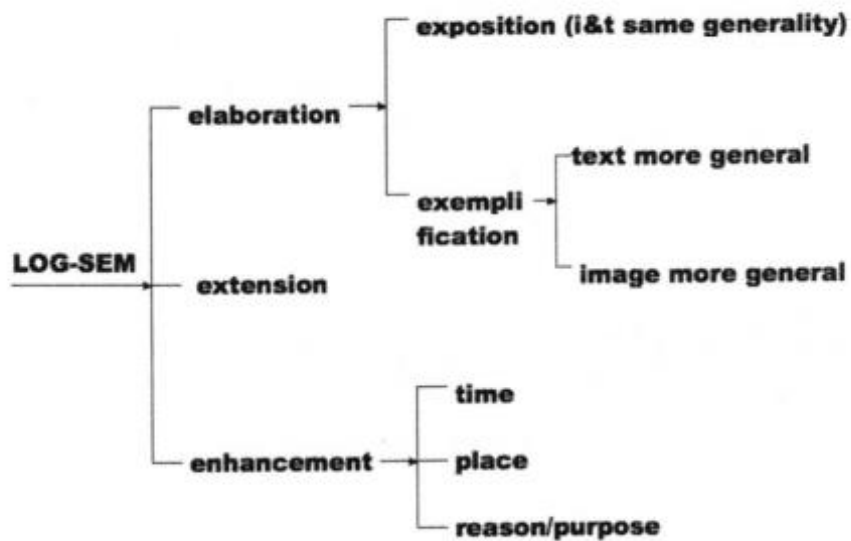 exposition (i&t same generality)
elaboration
text more general
exempli
fication
image more general
LOG-SEM
extension
time
enhancement
place
reason/purpose